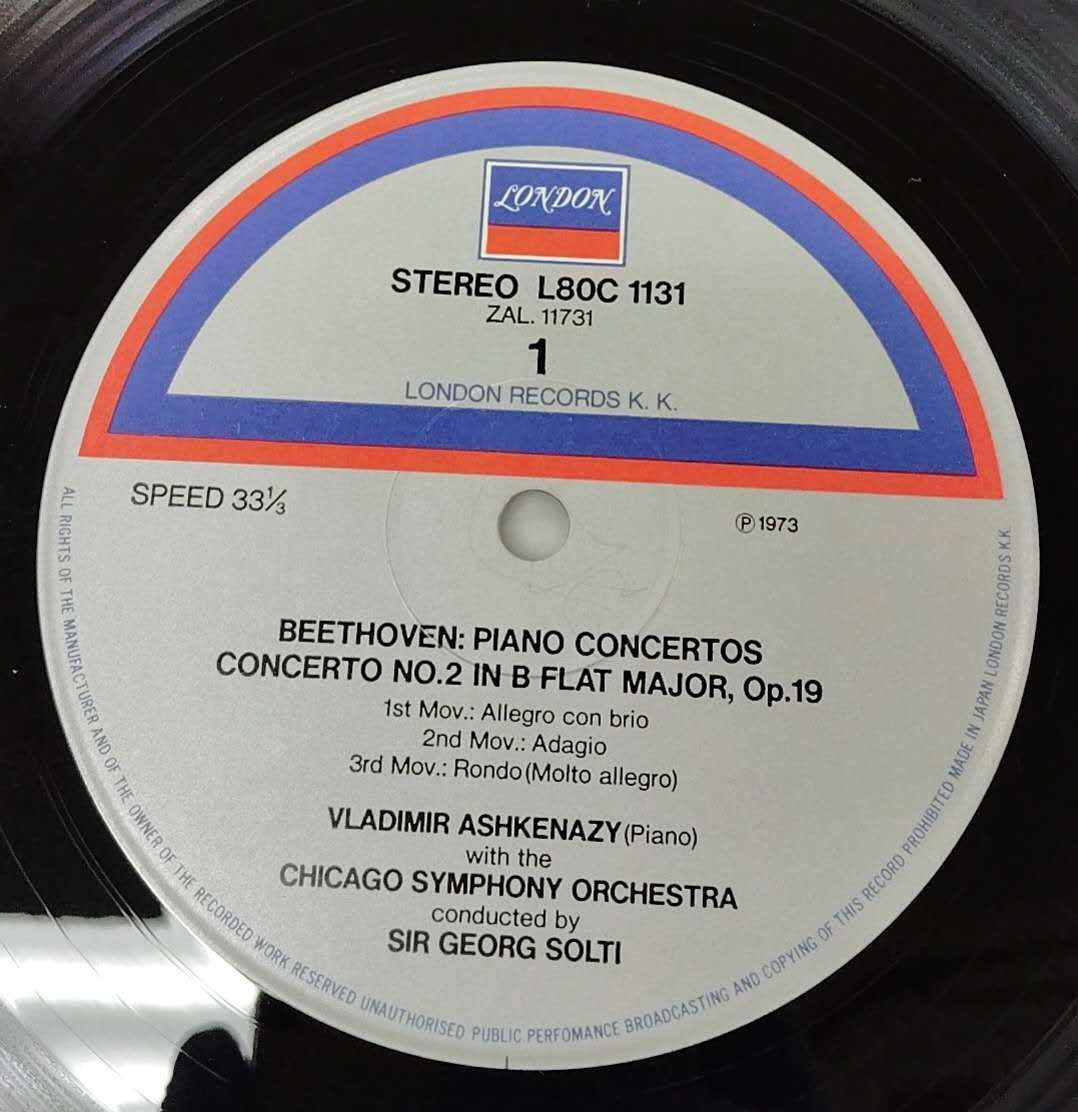 LONDON
STEREO L80C 1131
ZAL. 11731
1
LONDON RECORDS K. K.
SPEED 33⅓
Ⓟ1973
BEETHOVEN: PIANO CONCERTOS
CONCERTO NO.2 IN B FLAT MAJOR, Op.19
1st Mov.: Allegro con brio
2nd Mov.: Adagio
3rd Mov.: Rondo (Molto allegro)
VLADIMIR ASHKENAZY (Piano)
with the
CHICAGO SYMPHONY ORCHESTRA
conducted by
SIR GEORG SOLTI
ALL RIGHTS OF THE MANUFACTURER AND OF THE OWNER OF THE RECORDED WORK RESERVED UNAUTHORISED PUBLIC PERFOMANCE BROADCASTING AND COPYING OF THIS RECORD PROHIBITED MADE IN JAPAN LONDON RECORDS K.K.